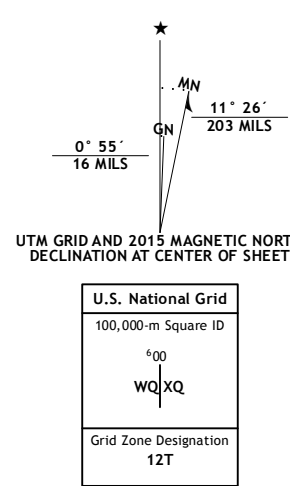 MN
11° 26´
203 MILS
GN
0° 55´
16 MILS
UTM GRID AND 2015 MAGNETIC NORT
DECLINATION AT CENTER OF SHEET
U.S. National Grid
100,000-m Square ID
600
WQ XQ
Grid Zone Designation
12T